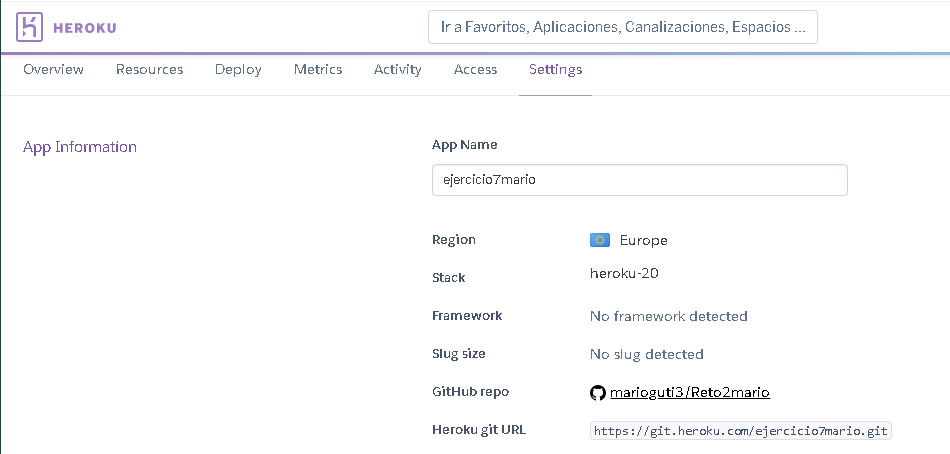 HEROKU
Ir a Favoritos, Aplicaciones, Canalizaciones, Espacios ...
Overview Resources Deploy Metrics Activity Access Settings
App Information
App Name
ejercicio7mario
Region Europe
Stack heroku-20
Framework No framework detected
Slug size No slug detected
GitHub repo marioguti3/Reto2mario
Heroku git URL https://git.heroku.com/ejercicio7mario.git